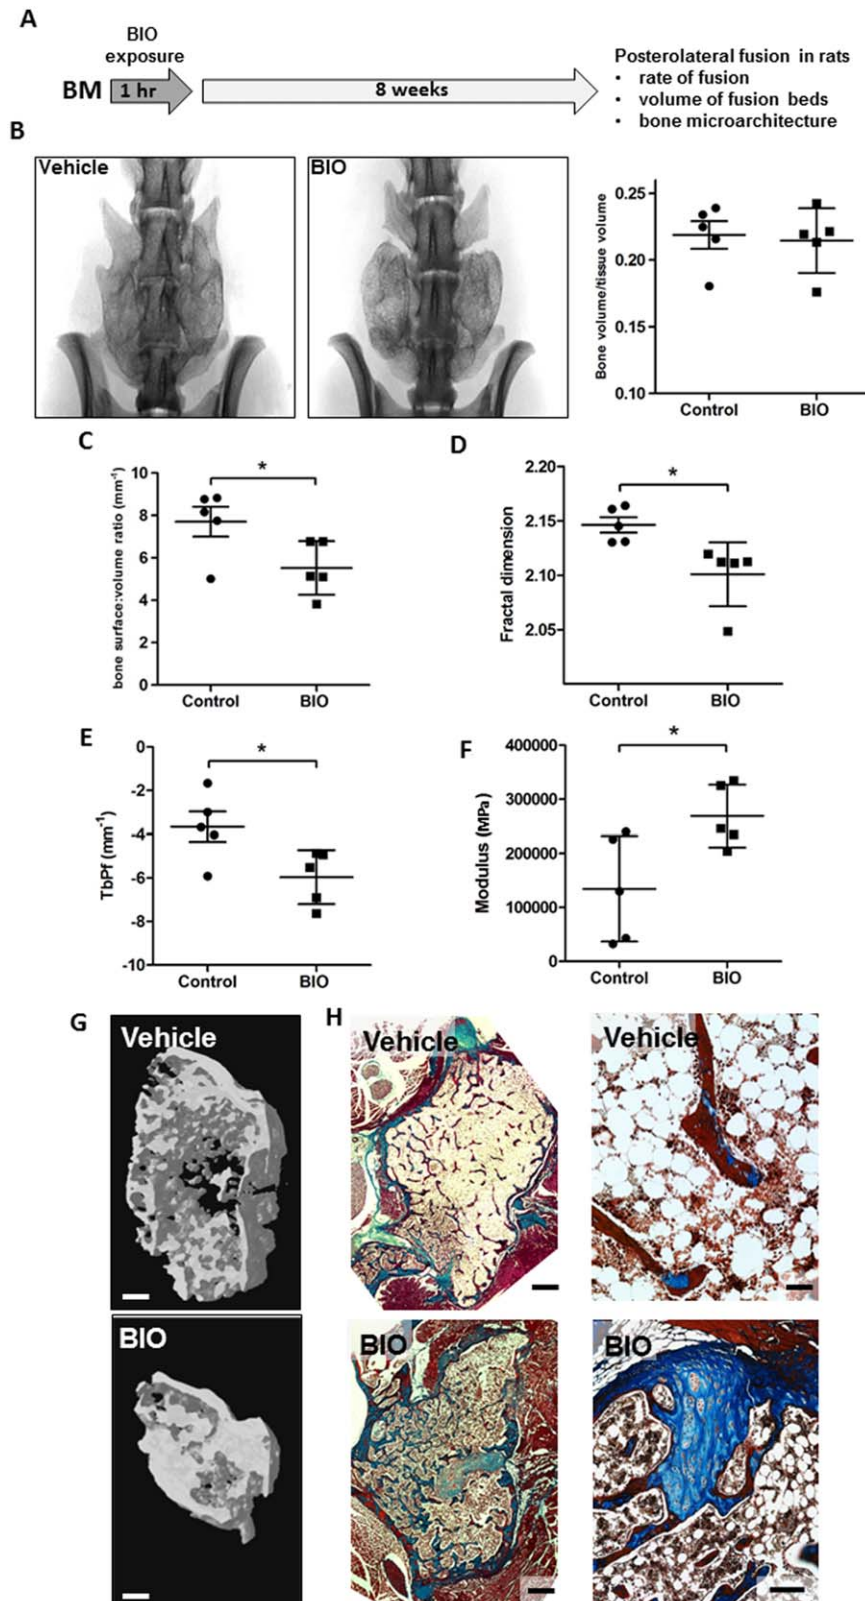 A
BIO
exposure
BM
1 hr
8 weeks
Posterolateral fusion in rats
• rate of fusion
• volume of fusion beds
• bone microarchitecture
B
Vehicle
BIO
Bone volume/tissue volume
0.25
0.20
0.15
0.10
Control
BIO
C
bone surface:volume ratio (mm-1)
10
8
6
4
2
0
*
Control
BIO
D
Fractal dimension
2.20
2.15
2.10
2.05
*
Control
BIO
E
TbPf (mm-1)
0
-2
-4
-6
-8
-10
*
Control
BIO
F
Modulus (MPa)
400000
300000
200000
100000
0
*
Control
BIO
G
Vehicle
BIO
H
Vehicle
Vehicle
BIO
BIO